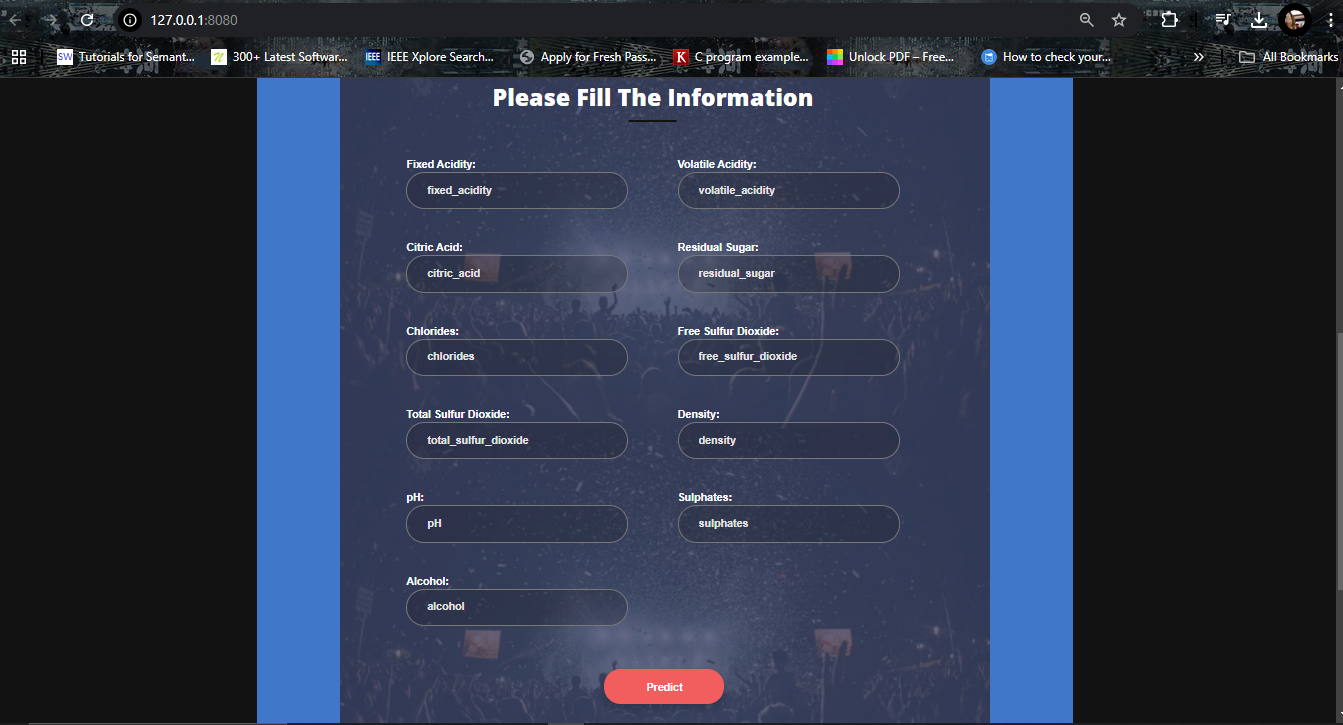 127.0.0.1:8080
SW Tutorials for Semant... 300+ Latest Softwar... IEEE IEEE Xplore Search... Apply for Fresh Pass... K C program example... Unlock PDF – Free... How to check your... » All Bookmarks
Please Fill The Information
Fixed Acidity: Volatile Acidity:
fixed_acidity volatile_acidity
Citric Acid: Residual Sugar:
citric_acid residual_sugar
Chlorides: Free Sulfur Dioxide:
chlorides free_sulfur_dioxide
Total Sulfur Dioxide: Density:
total_sulfur_dioxide density
pH: Sulphates:
pH sulphates
Alcohol:
alcohol
Predict